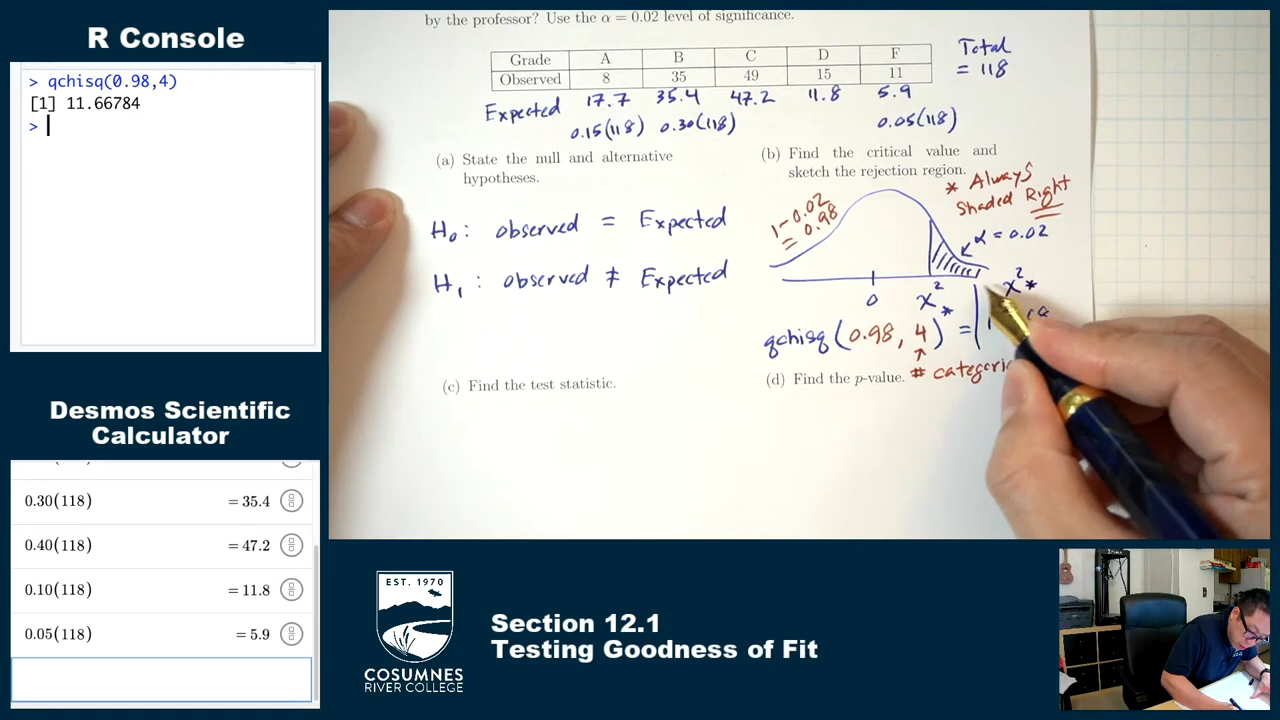 R Console
> qchisq(0.98,4)
[1] 11.66784
>
Desmos Scientific
Calculator
0.30(118) = 35.4
0.40(118) = 47.2
0.10(118) = 11.8
0.05(118) = 5.9
by the professor? Use the α = 0.02 level of significance.
Grade A B C D F
Observed 8 35 49 15 11
Total
= 118
Expected 17.7 35.4 47.2 11.8 5.9
0.15(118) 0.30(118) 0.05(118)
(a) State the null and alternative
hypotheses.
H₀: observed = Expected
H₁: observed ≠ Expected
(b) Find the critical value and
sketch the rejection region.
* Always
Shaded Right
1-0.02
= 0.98
α = 0.02
0 χ²* χ²*
qchisq(0.98, 4) =
# categori
(c) Find the test statistic.
(d) Find the p-value.
EST. 1970
COSUMNES
RIVER COLLEGE
Section 12.1
Testing Goodness of Fit